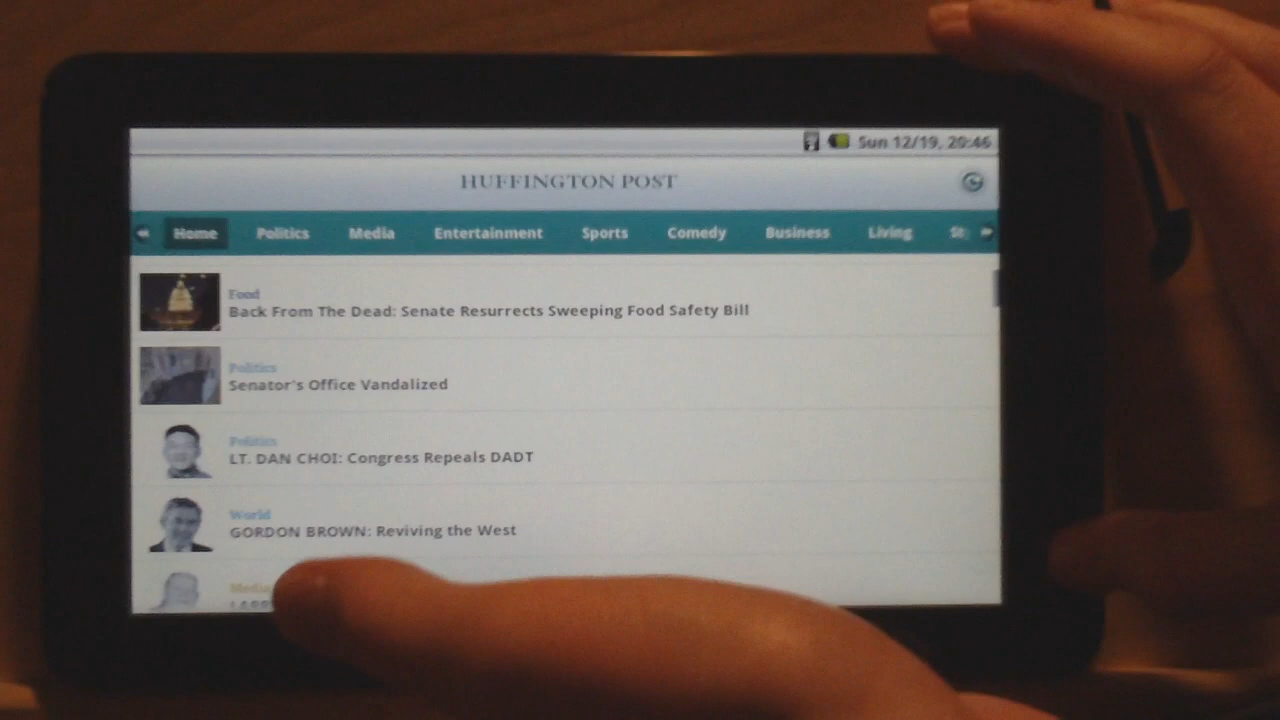 Sun 12/19, 20:46
HUFFINGTON POST
Home Politics Media Entertainment Sports Comedy Business Living St
Food
Back From The Dead: Senate Resurrects Sweeping Food Safety Bill
Politics
Senator's Office Vandalized
Politics
LT. DAN CHOI: Congress Repeals DADT
World
GORDON BROWN: Reviving the West
Media